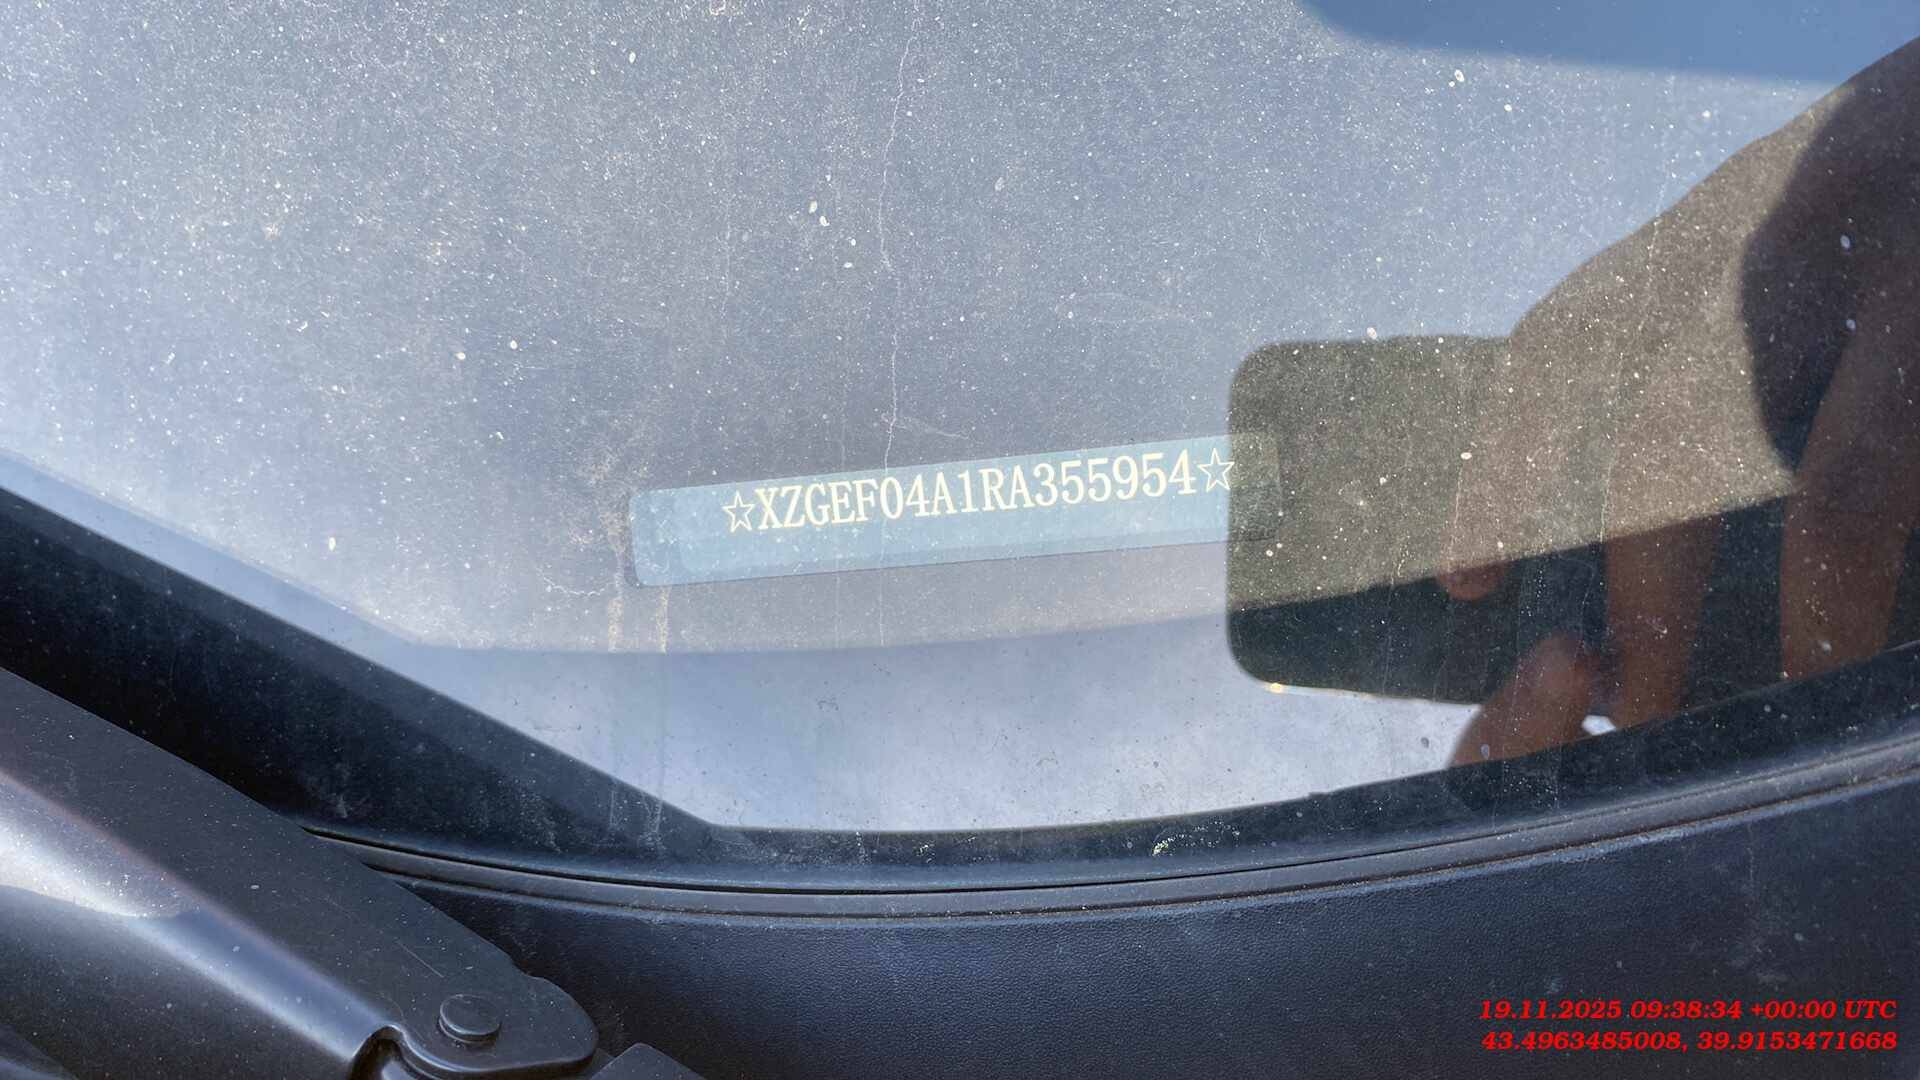 ☆XZGEF04A1RA355954☆
19.11.2025 09:38:34 +00:00 UTC
43.4963485008, 39.9153471668